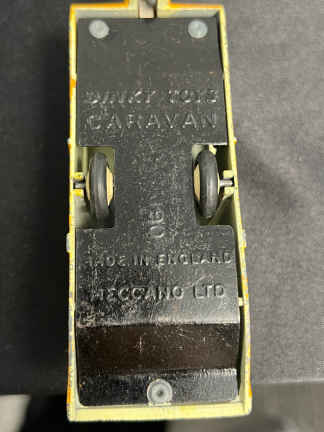 DINKY TOYS
CARAVAN
190
MADE IN ENGLAND
MECCANO LTD